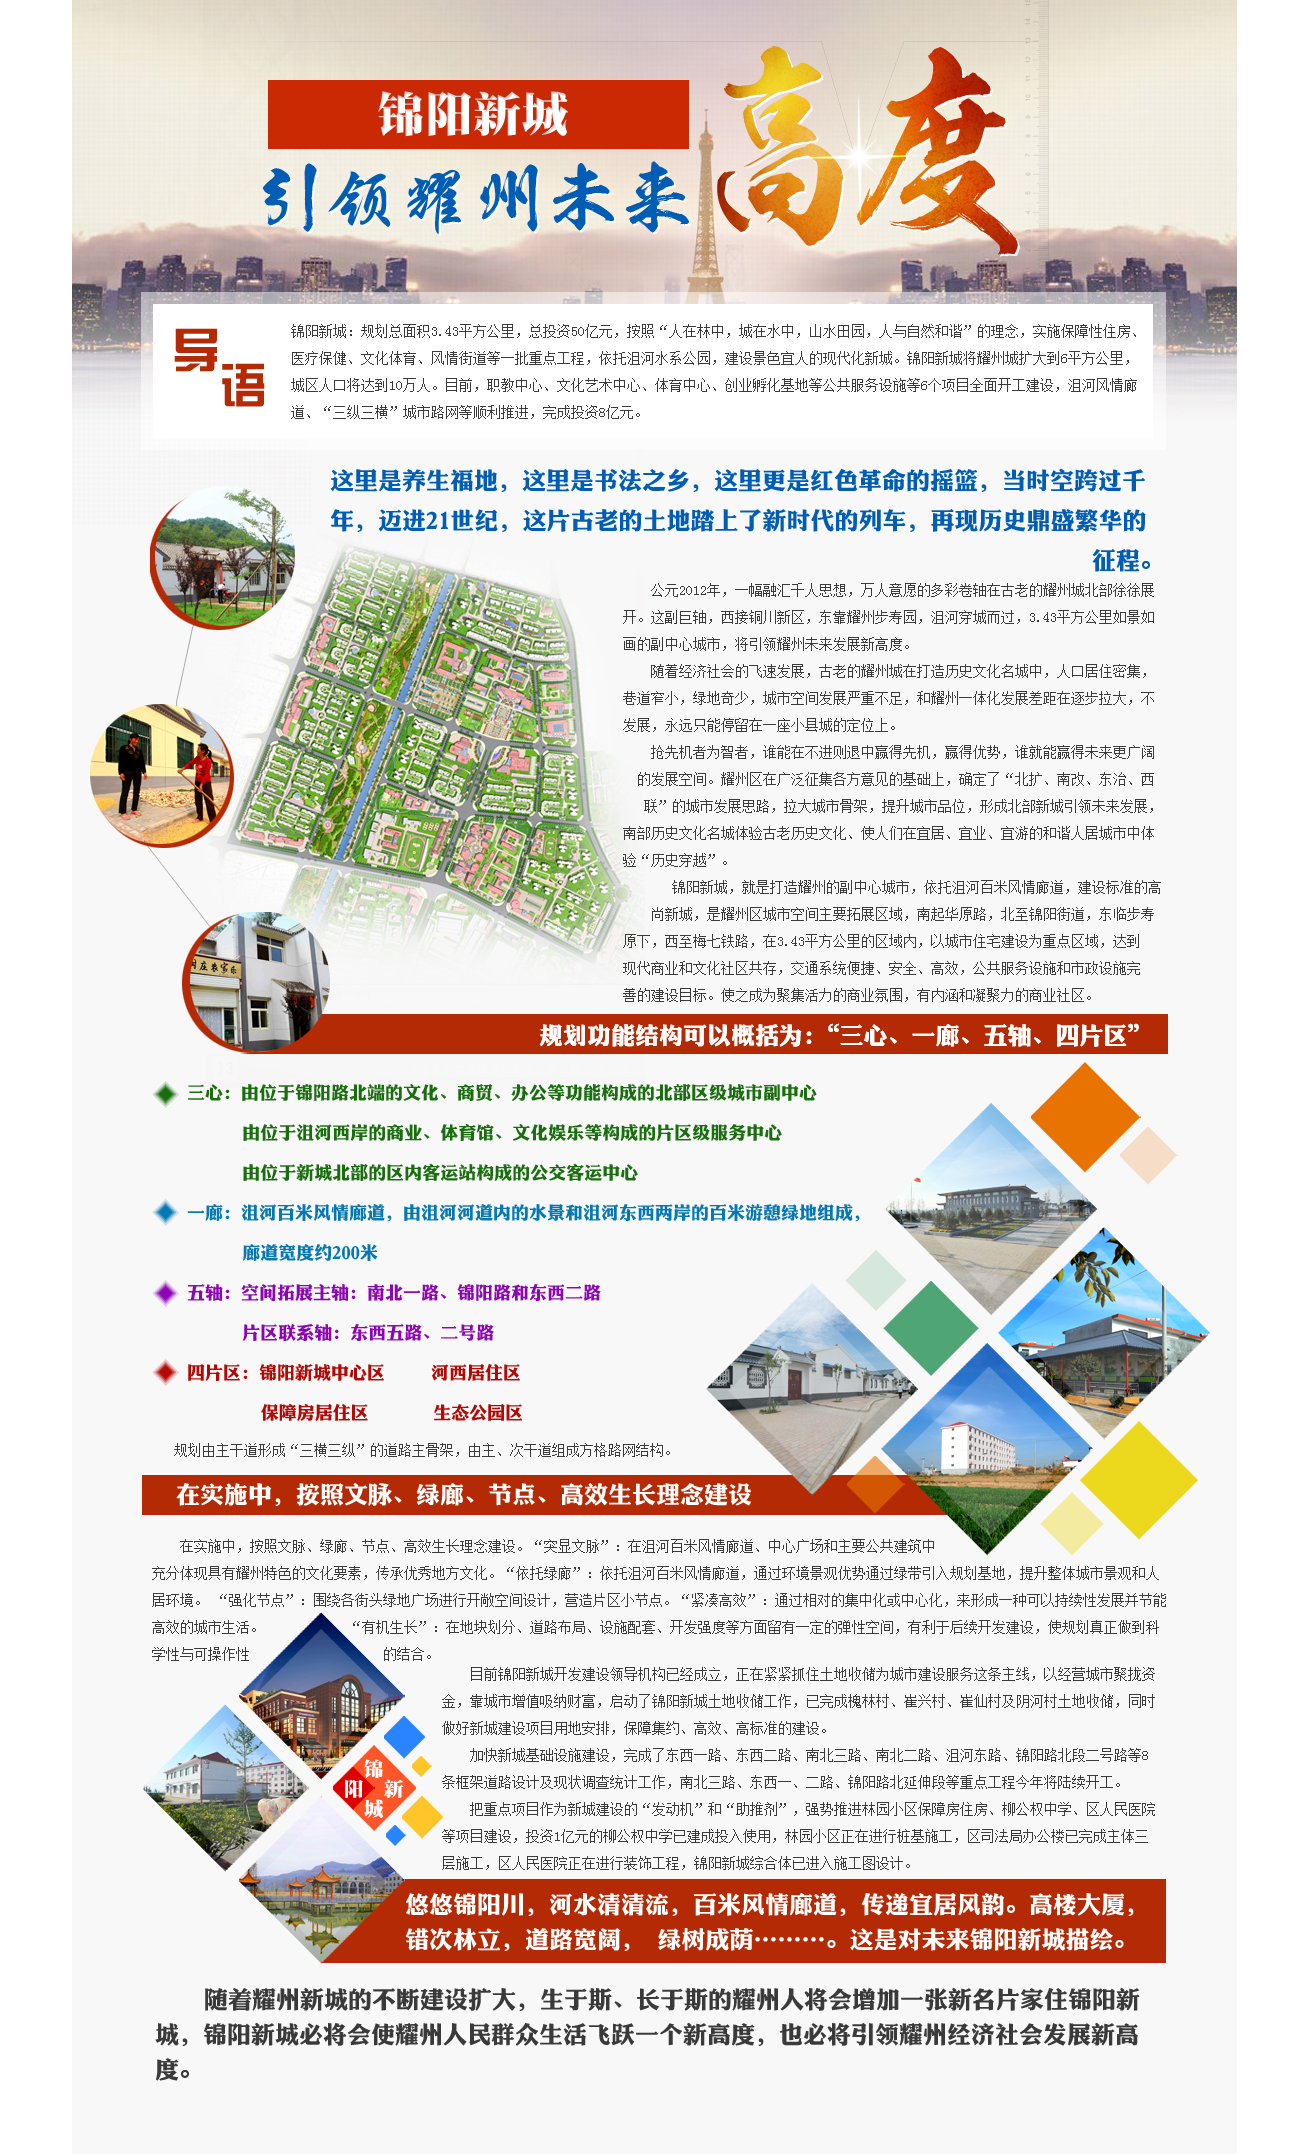 锦阳新城
引领耀州未来高度
导语
锦阳新城：规划总面积3.43平方公里，总投资50亿元，按照“人在林中，城在水中，山水田园，人与自然和谐”的理念，实施保障性住房、
医疗保健、文化体育、风情街道等一批重点工程，依托沮河水系公园，建设景色宜人的现代化新城。锦阳新城将耀州城扩大到6平方公里，
城区人口将达到10万人。目前，职教中心、文化艺术中心、体育中心、创业孵化基地等公共服务设施等6个项目全面开工建设，沮河风情廊
道、“三纵三横”城市路网等顺利推进，完成投资8亿元。
这里是养生福地，这里是书法之乡，这里更是红色革命的摇篮，当时空跨过千
年，迈进21世纪，这片古老的土地踏上了新时代的列车，再现历史鼎盛繁华的
征程。
公元2012年，一幅融汇千人思想，万人意愿的多彩卷轴在古老的耀州城北部徐徐展
开。这副巨轴，西接铜川新区，东靠耀州步寿园，沮河穿城而过，3.43平方公里如景如
画的副中心城市，将引领耀州未来发展新高度。
随着经济社会的飞速发展，古老的耀州城在打造历史文化名城中，人口居住密集，
巷道窄小，绿地奇少，城市空间发展严重不足，和耀州一体化发展差距在逐步拉大，不
发展，永远只能停留在一座小县城的定位上。
抢先机者为智者，谁能在不进则退中赢得先机，赢得优势，谁就能赢得未来更广阔
的发展空间。耀州区在广泛征集各方意见的基础上，确定了“北扩、南改、东治、西
联”的城市发展思路，拉大城市骨架，提升城市品位，形成北部新城引领未来发展，
南部历史文化名城体验古老历史文化、使人们在宜居、宜业、宜游的和谐人居城市中体
验“历史穿越”。
锦阳新城，就是打造耀州的副中心城市，依托沮河百米风情廊道，建设标准的高
尚新城，是耀州区城市空间主要拓展区域，南起华原路，北至锦阳街道，东临步寿
原下，西至梅七铁路，在3.43平方公里的区域内，以城市住宅建设为重点区域，达到
现代商业和文化社区共存，交通系统便捷、安全、高效，公共服务设施和市政设施完
善的建设目标。使之成为聚集活力的商业氛围，有内涵和凝聚力的商业社区。
规划功能结构可以概括为：“三心、一廊、五轴、四片区”
三心：由位于锦阳路北端的文化、商贸、办公等功能构成的北部区级城市副中心
由位于沮河西岸的商业、体育馆、文化娱乐等构成的片区级服务中心
由位于新城北部的区内客运站构成的公交客运中心
一廊：沮河百米风情廊道，由沮河河道内的水景和沮河东西两岸的百米游憩绿地组成，
廊道宽度约200米
五轴：空间拓展主轴：南北一路、锦阳路和东西二路
片区联系轴：东西五路、二号路
四片区：锦阳新城中心区 河西居住区
保障房居住区 生态公园区
规划由主干道形成“三横三纵”的道路主骨架，由主、次干道组成方格路网结构。
在实施中，按照文脉、绿廊、节点、高效生长理念建设
在实施中，按照文脉、绿廊、节点、高效生长理念建设。“突显文脉”：在沮河百米风情廊道、中心广场和主要公共建筑中
充分体现具有耀州特色的文化要素，传承优秀地方文化。“依托绿廊”：依托沮河百米风情廊道，通过环境景观优势通过绿带引入规划基地，提升整体城市景观和人
居环境。 “强化节点”：围绕各街头绿地广场进行开敞空间设计，营造片区小节点。“紧凑高效”：通过相对的集中化或中心化，来形成一种可以持续性发展并节能
高效的城市生活。 “有机生长”：在地块划分、道路布局、设施配套、开发强度等方面留有一定的弹性空间，有利于后续开发建设，使规划真正做到科
学性与可操作性 的结合。
目前锦阳新城开发建设领导机构已经成立，正在紧紧抓住土地收储为城市建设服务这条主线，以经营城市聚拢资
金，靠城市增值吸纳财富，启动了锦阳新城土地收储工作，已完成槐林村、崔兴村、崔仙村及阴河村土地收储，同时
做好新城建设项目用地安排，保障集约、高效、高标准的建设。
加快新城基础设施建设，完成了东西一路、东西二路、南北三路、南北二路、沮河东路、锦阳路北段二号路等8
条框架道路设计及现状调查统计工作，南北三路、东西一、二路、锦阳路北延伸段等重点工程今年将陆续开工。
把重点项目作为新城建设的“发动机”和“助推剂”，强势推进林园小区保障房住房、柳公权中学、区人民医院
等项目建设，投资1亿元的柳公权中学已建成投入使用，林园小区正在进行桩基施工，区司法局办公楼已完成主体三
层施工，区人民医院正在进行装饰工程，锦阳新城综合体已进入施工图设计。
锦阳新城
悠悠锦阳川，河水清清流，百米风情廊道，传递宜居风韵。高楼大厦，
错次林立，道路宽阔， 绿树成荫………。这是对未来锦阳新城描绘。
随着耀州新城的不断建设扩大，生于斯、长于斯的耀州人将会增加一张新名片家住锦阳新
城，锦阳新城必将会使耀州人民群众生活飞跃一个新高度，也必将引领耀州经济社会发展新高
度。